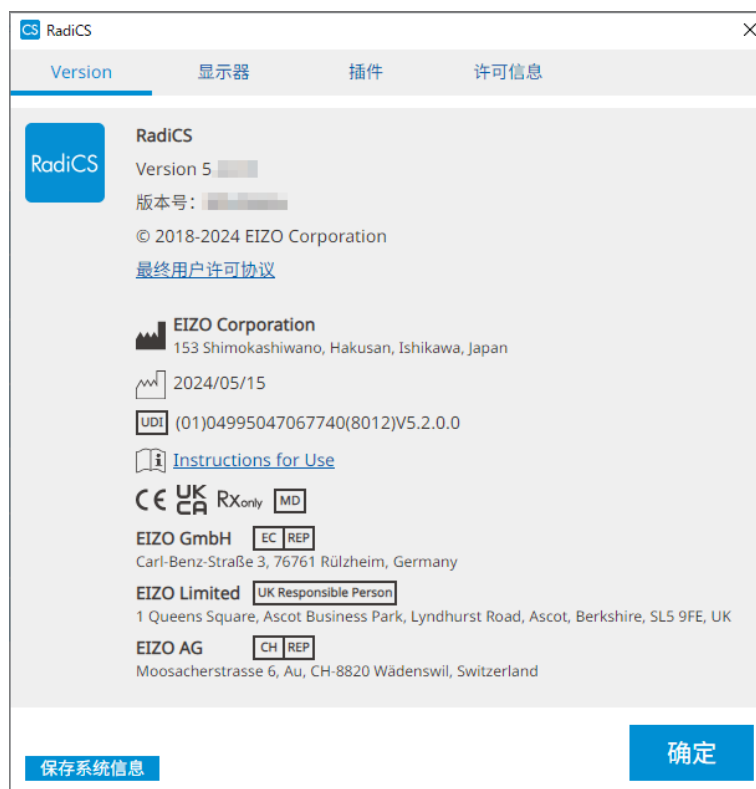 CS RadiCS
Version 显示器 插件 许可信息
RadiCS
RadiCS
Version 5
版本号：
© 2018-2024 EIZO Corporation
最终用户许可协议
EIZO Corporation
153 Shimokashiwano, Hakusan, Ishikawa, Japan
2024/05/15
UDI (01)04995047067740(8012)V5.2.0.0
Instructions for Use
CE UK CA Rx only MD
EIZO GmbH EC REP
Carl-Benz-Straße 3, 76761 Rülzheim, Germany
EIZO Limited UK Responsible Person
1 Queens Square, Ascot Business Park, Lyndhurst Road, Ascot, Berkshire, SL5 9FE, UK
EIZO AG CH REP
Moosacherstrasse 6, Au, CH-8820 Wädenswil, Switzerland
保存系统信息
确定